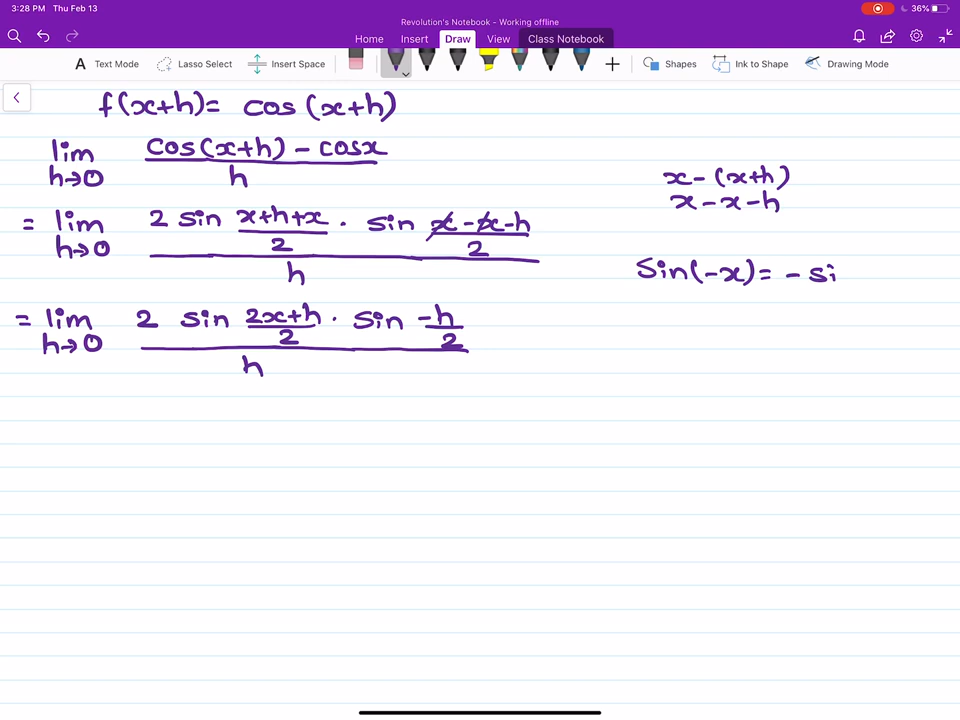 3:28 PM Thu Feb 13
36%
Revolution's Notebook - Working offline
Home Insert Draw View Class Notebook
A Text Mode Lasso Select Insert Space Shapes Ink to Shape Drawing Mode
f(x+h)= cos(x+h)
lim h→0 (cos(x+h) - cosx)/h
x-(x+h)
x-x-h
= lim h→0 (2 sin (x+h+x)/2 · sin (x-x-h)/2)/h
sin(-x)= - si
= lim h→0 (2 sin (2x+h)/2 · sin -h/2)/h